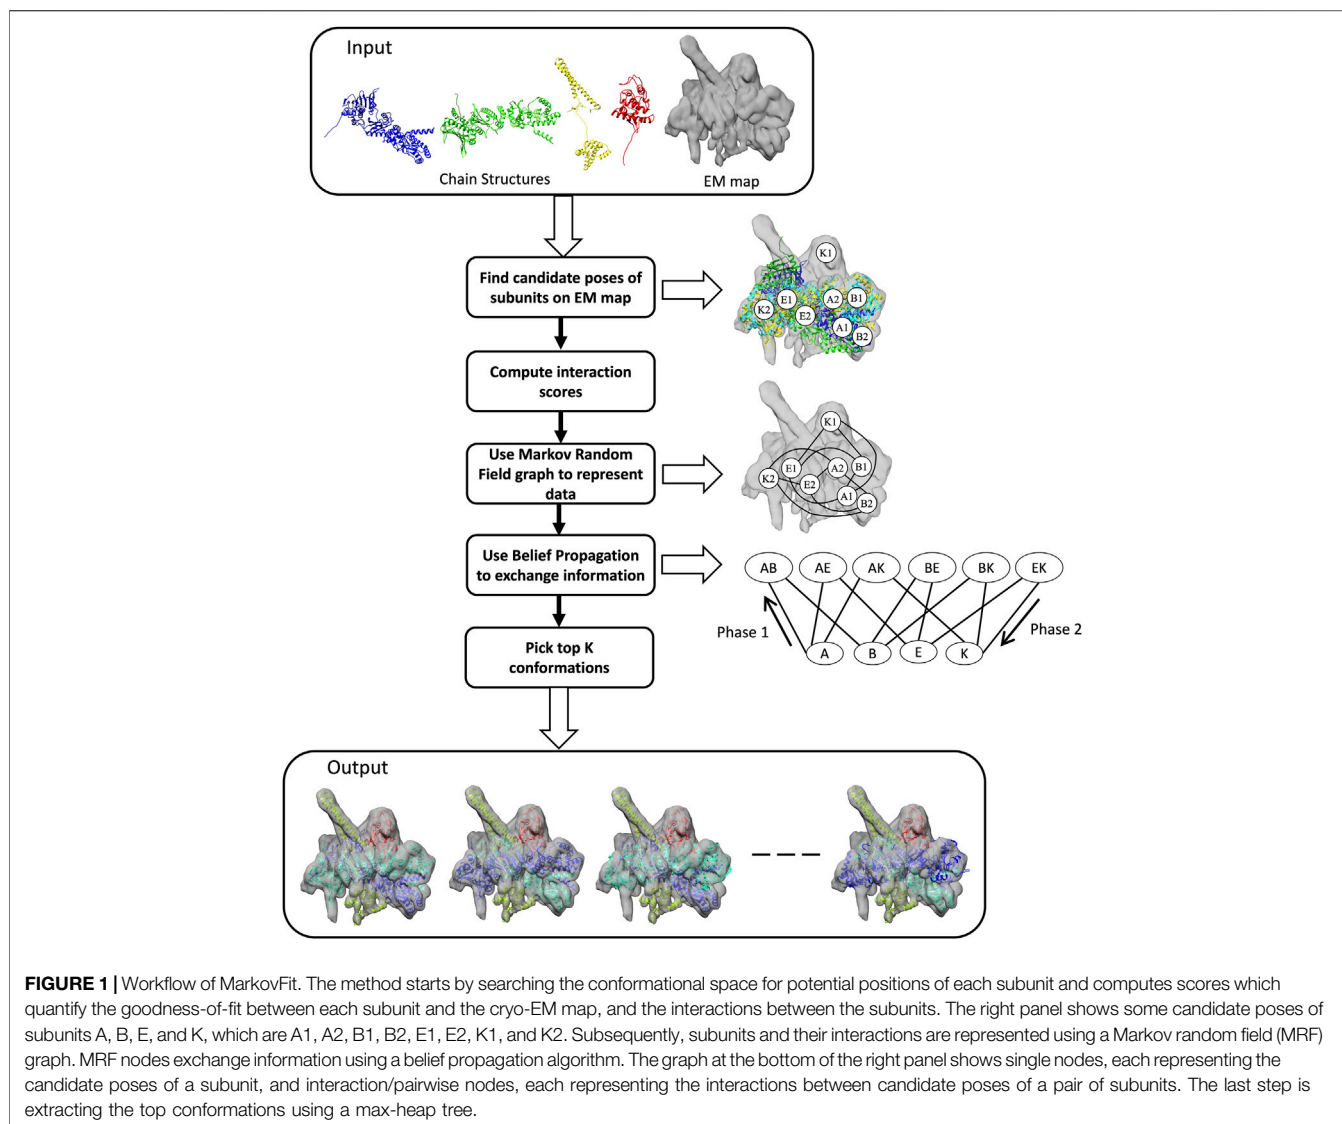 Input
Chain Structures
EM map
Find candidate poses of
subunits on EM map
K1
K2
E1
E2
A2
B1
A1
B2
Compute interaction
scores
Use Markov Random
Field graph to represent
data
K1
K2
E1
E2
A2
B1
A1
B2
Use Belief Propagation
to exchange information
AB
AE
AK
BE
BK
EK
Phase 1
Phase 2
A
B
E
K
Pick top K
conformations
Output
FIGURE 1 | Workflow of MarkovFit. The method starts by searching the conformational space for potential positions of each subunit and computes scores which
quantify the goodness-of-fit between each subunit and the cryo-EM map, and the interactions between the subunits. The right panel shows some candidate poses of
subunits A, B, E, and K, which are A1, A2, B1, B2, E1, E2, K1, and K2. Subsequently, subunits and their interactions are represented using a Markov random field (MRF)
graph. MRF nodes exchange information using a belief propagation algorithm. The graph at the bottom of the right panel shows single nodes, each representing the
candidate poses of a subunit, and interaction/pairwise nodes, each representing the interactions between candidate poses of a pair of subunits. The last step is
extracting the top conformations using a max-heap tree.